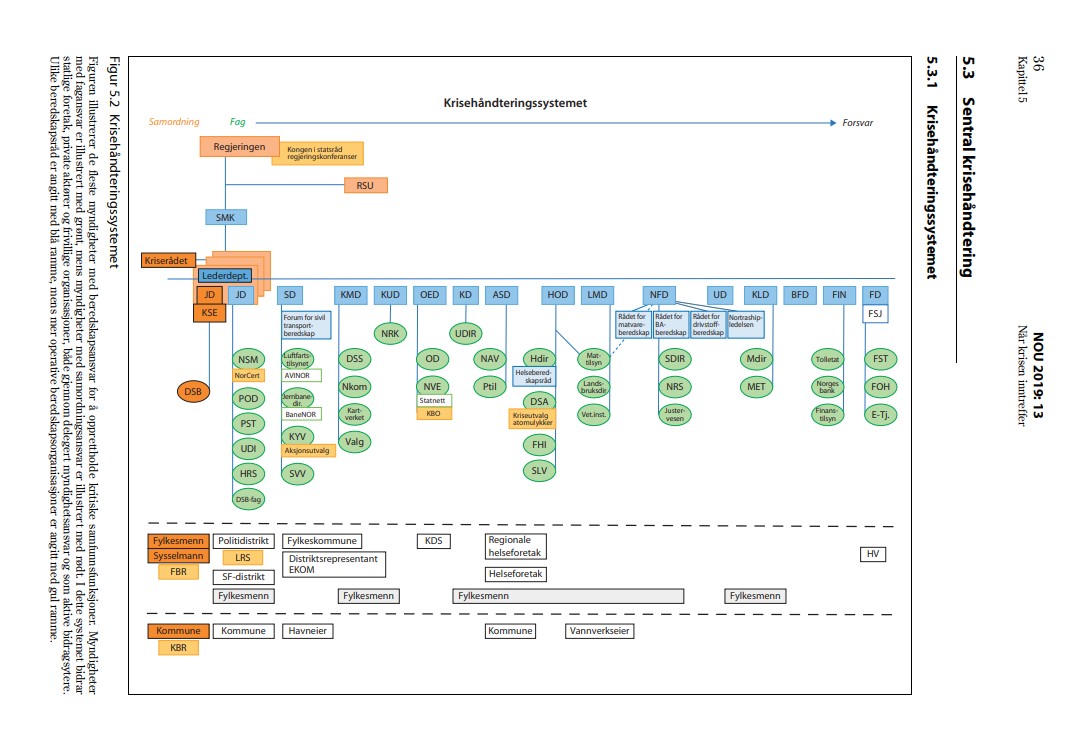 36
Kapittel 5
NOU 2019: 13
Når krisen inntreffer
5.3 Sentral krisehåndtering
5.3.1 Krisehåndteringssystemet
Krisehåndteringssystemet
Samordning
Fag
Forsvar
Regjeringen
Kongen i statsråd
regjeringskonferanser
RSU
SMK
Kriserådet
Lederdept.
JD
JD
SD
KMD
KUD
OED
KD
ASD
HOD
LMD
NFD
UD
KLD
BFD
FIN
FD
KSE
FSJ
Forum for sivil
transport-
beredskap
Rådet for
matvare-
beredskap
Rådet for
BA-
beredskap
Rådet for
drivstoff-
beredskap
Nortraship-
ledelsen
NRK
UDIR
DSB
NSM
NorCert
POD
PST
UDI
HRS
DSB-fag
Luftfarts-
tilsynet
AVINOR
Jernbane-
dir.
BaneNOR
KYV
Aksjonsutvalg
SVV
DSS
Nkom
Kart-
verket
Valg
OD
NVE
Statnett
KBO
NAV
Ptil
Hdir
Helsebered-
skapsråd
DSA
Kriseutvalg
atomulykker
FHI
SLV
Mat-
tilsyn
Lands-
bruksdir.
Vet.inst.
SDIR
NRS
Juster-
vesen
Mdir
MET
Tolletat
Norges
bank
Finans-
tilsyn
FST
FOH
E-Tj.
Fylkesmenn
Sysselmann
FBR
Politidistrikt
LRS
SF-distrikt
Fylkesmenn
Fylkeskommune
Distriktsrepresentant
EKOM
Fylkesmenn
KDS
Regionale
helseforetak
Helseforetak
Fylkesmenn
Fylkesmenn
HV
Kommune
KBR
Kommune
Havneier
Kommune
Vannverkseier
Figur 5.2 Krisehåndteringssystemet
Figuren illustrerer de fleste myndigheter med beredskapsansvar for å opprettholde kritiske samfunnsfunksjoner. Myndigheter
med fagansvar er illustrert med grønt, mens myndigheter med samordningsansvar er illustrert med rødt. I dette systemet bidrar
statlige foretak, private aktører og frivillige organisasjoner, både gjennom delegert myndighetsansvar og som aktive bidragsytere.
Ulike beredskapsråd er angitt med blå ramme, mens mer operative beredskapsorganisasjoner er angitt med gul ramme.